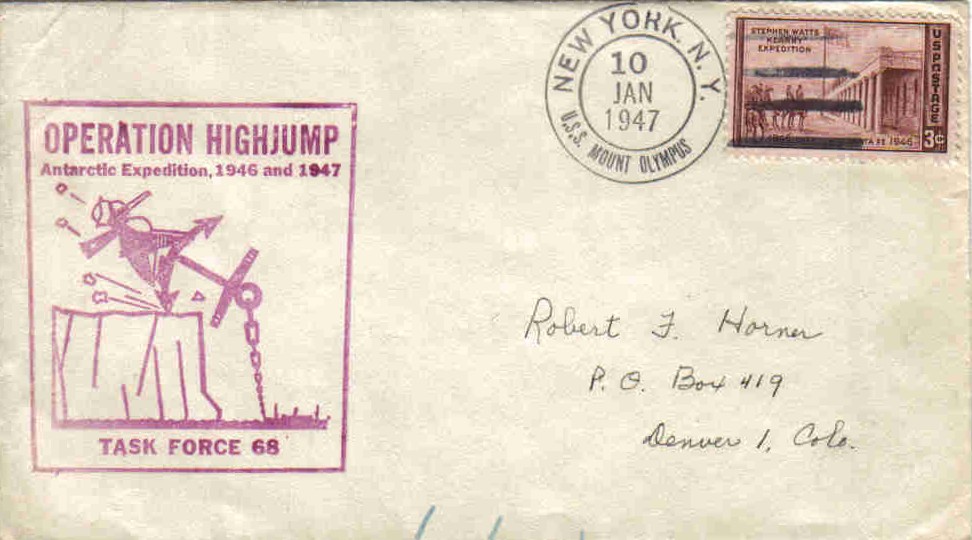 OPERATION HIGHJUMP
Antarctic Expedition, 1946 and 1947
TASK FORCE 68
NEW YORK. N. Y.
10
JAN
1947
U.S.S. MOUNT OLYMPUS
STEPHEN WATTS
KEARNY
EXPEDITION
U S POSTAGE
1946
3¢
Robert F. Horner
P. O. Box 419
Denver 1, Colo.